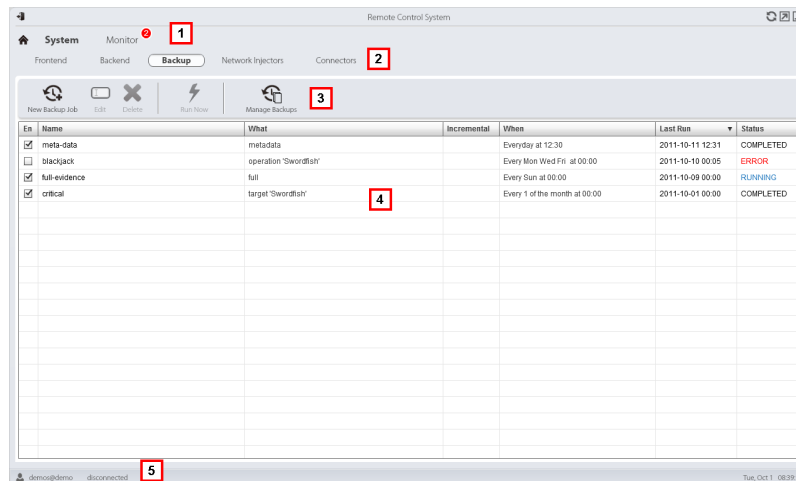 Remote Control System
System Monitor 2 1
Frontend Backend Backup Network Injectors Connectors 2
New Backup Job Edit Delete Run Now Manage Backups 3
En Name What Incremental When Last Run Status
meta-data metadata Everyday at 12:30 2011-10-11 12:31 COMPLETED
blackjack operation 'Swordfish' Every Mon Wed Fri at 00:00 2011-10-10 00:05 ERROR
full-evidence full Every Sun at 00:00 2011-10-09 00:00 RUNNING
critical target 'Swordfish' Every 1 of the month at 00:00 2011-10-01 00:00 COMPLETED
4
demos@demo disconnected 5 Tue, Oct 1 08:39